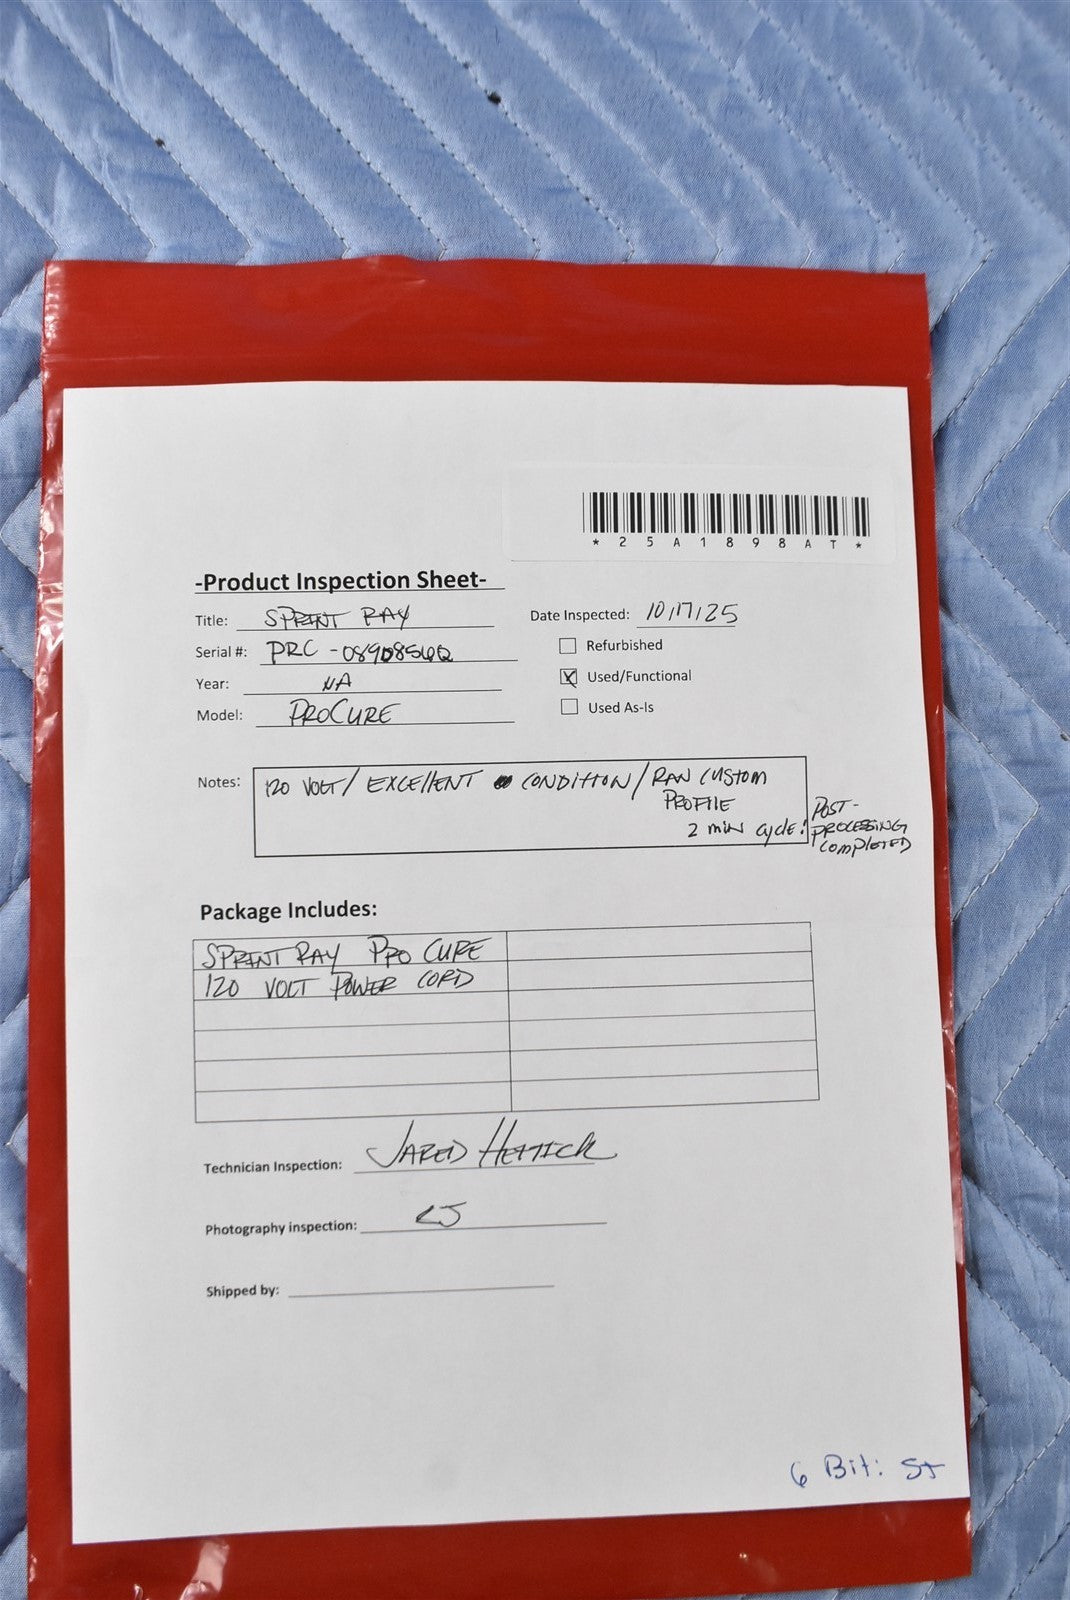 *25A1898AT*
-Product Inspection Sheet-
Title: SPRINT RAY
Date Inspected: 10/17/25
Serial #: PRC-0890856Q
Refurbished
Year: NA
X Used/Functional
Model: PROCURE
Used As-Is
Notes: 120 VOLT / EXCELLENT CONDITION / RAN CUSTOM
PROFILE
2 min cycle! POST-
PROCESSING
COMPLETED
Package Includes:
SPRINT RAY PRO CURE
120 VOLT POWER CORD
Technician Inspection: JARED HETTICK
Photography inspection: CJ
Shipped by:
6 Bit: SJ